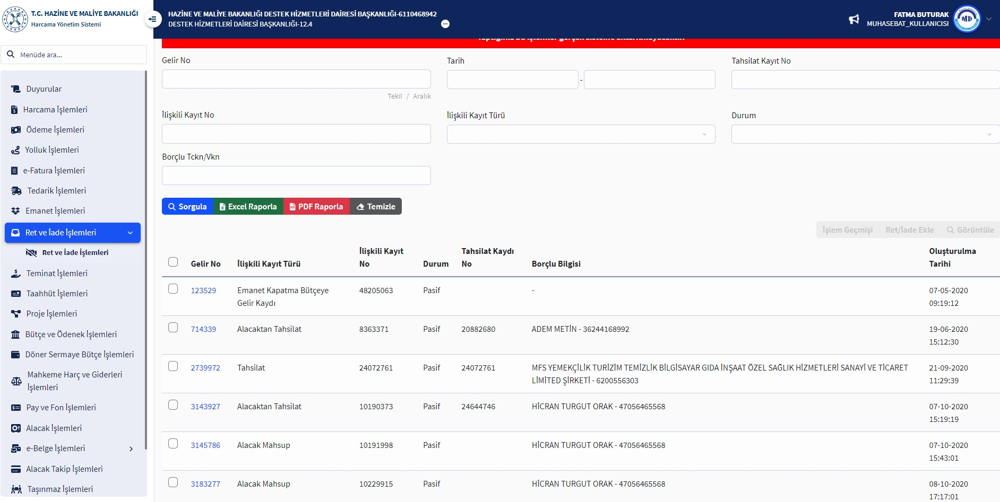 T.C. HAZİNE VE MALİYE BAKANLIĞI
Harcama Yönetim Sistemi
HAZİNE VE MALİYE BAKANLIĞI DESTEK HİZMETLERİ DAİRESİ BAŞKANLIĞI-6110468942
DESTEK HİZMETLERİ DAİRESİ BAŞKANLIĞI-12.4
FATMA BUTURAK
MUHASEBAT_KULLANICISI
Menüde ara...
Duyurular
Harcama İşlemleri
Ödeme İşlemleri
Yolluk İşlemleri
e-Fatura İşlemleri
Tedarik İşlemleri
Emanet İşlemleri
Ret ve İade İşlemleri
Ret ve İade İşlemleri
Teminat İşlemleri
Taahhüt İşlemleri
Proje İşlemleri
Bütçe ve Ödenek İşlemleri
Döner Sermaye Bütçe İşlemleri
Mahkeme Harç ve Giderleri
İşlemleri
Pay ve Fon İşlemleri
Alacak İşlemleri
e-Belge İşlemleri
Alacak Takip İşlemleri
Taşınmaz İşlemleri
Gelir No
Tarih
Tahsilat Kayıt No
-
Tekil / Aralık
İlişkili Kayıt No
İlişkili Kayıt Türü
Durum
Borçlu Tckn/Vkn
Sorgula Excel Raporla PDF Raporla Temizle
İşlem Geçmişi Ret/İade Ekle Görüntüle
Gelir No İlişkili Kayıt Türü İlişkili Kayıt No Durum Tahsilat Kaydı No Borçlu Bilgisi Oluşturulma Tarihi
123529 Emanet Kapatma Bütçeye Gelir Kaydı 48205063 Pasif - 07-05-2020 09:19:12
714339 Alacaktan Tahsilat 8363371 Pasif 20882680 ADEM METİN - 36244168992 19-06-2020 15:12:30
2739972 Tahsilat 24072761 Pasif 24072761 MFS YEMEKÇİLİK TURİZİM TEMİZLİK BİLGİSAYAR GIDA İNŞAAT ÖZEL SAĞLIK HİZMETLERİ SANAYİ VE TİCARET LİMİTED ŞİRKETİ - 6200556303 21-09-2020 11:29:39
3143927 Alacaktan Tahsilat 10190373 Pasif 24644746 HİCRAN TURGUT ORAK - 47056465568 07-10-2020 15:19:19
3145786 Alacak Mahsup 10191998 Pasif HİCRAN TURGUT ORAK - 47056465568 07-10-2020 15:43:01
3183277 Alacak Mahsup 10229915 Pasif HİCRAN TURGUT ORAK - 47056465568 08-10-2020 17:17:01